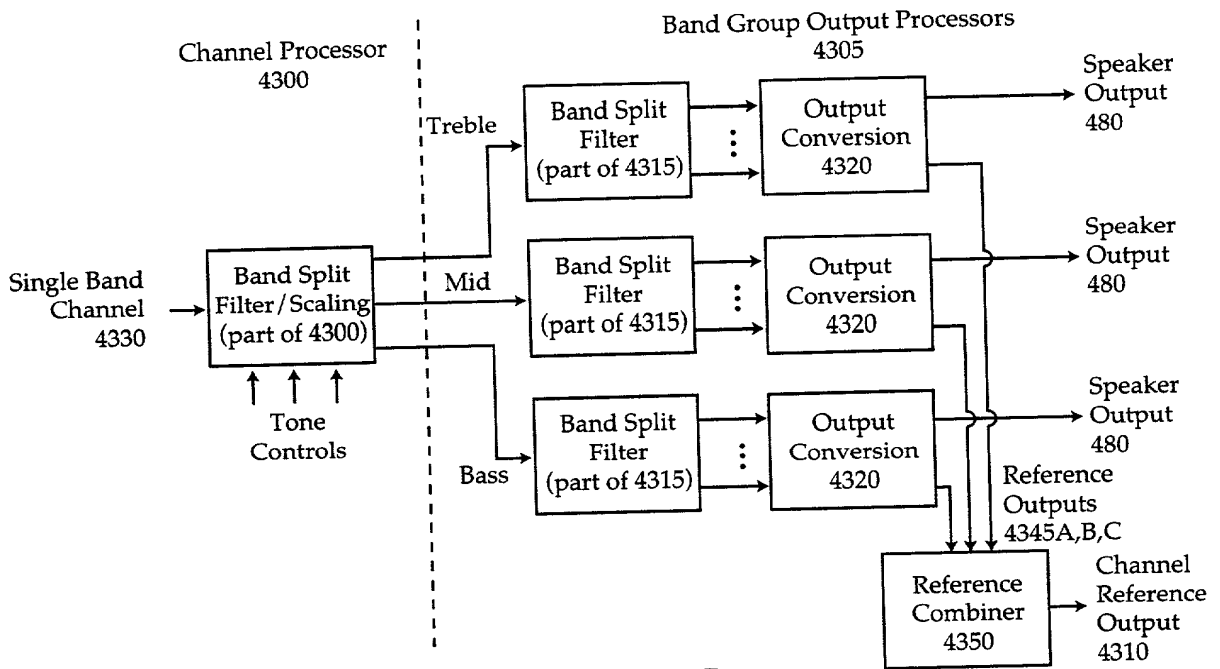 Channel Processor
4300
Band Group Output Processors
4305
Treble
Band Split
Filter
(part of 4315)
Output
Conversion
4320
Speaker
Output
480
Single Band
Channel
4330
Band Split
Filter/Scaling
(part of 4300)
Tone
Controls
Mid
Band Split
Filter
(part of 4315)
Output
Conversion
4320
Speaker
Output
480
Bass
Band Split
Filter
(part of 4315)
Output
Conversion
4320
Speaker
Output
480
Reference
Outputs
4345A,B,C
Reference
Combiner
4350
Channel
Reference
Output
4310